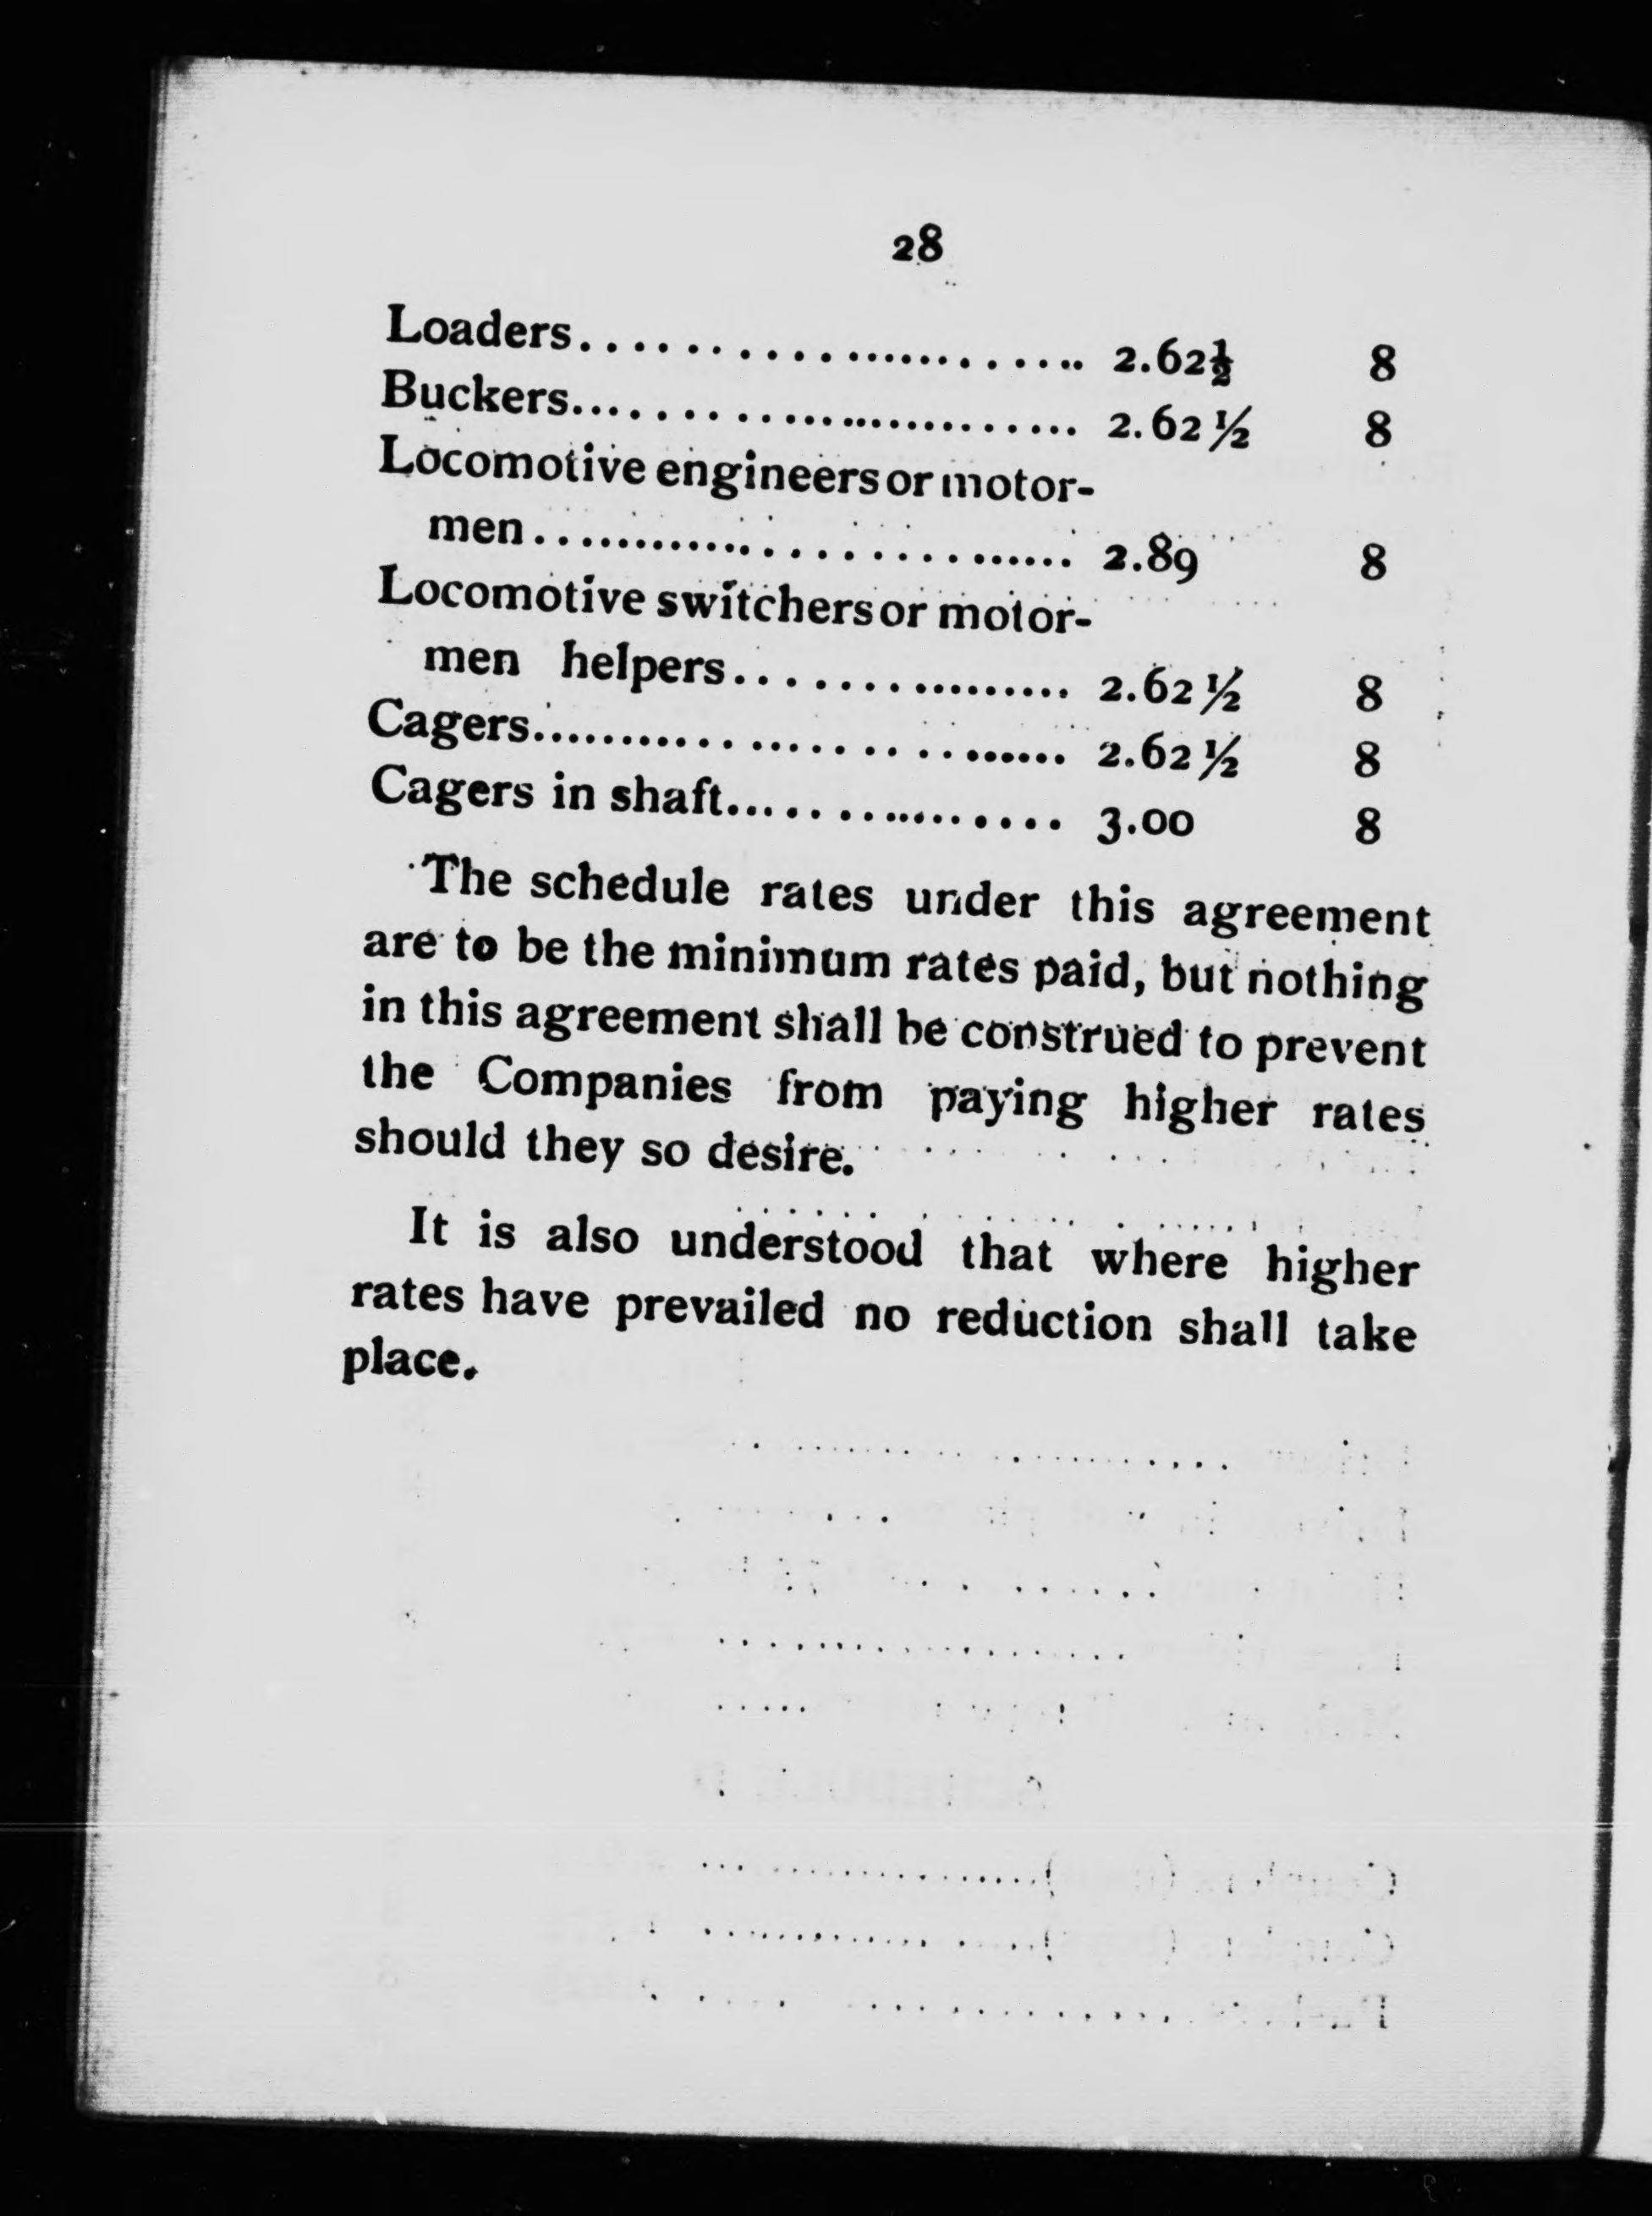 28
Loaders........................ 2.62½ 8
Buckers........................ 2.62½ 8
Locomotive engineers or motor-
men........................ 2.89 8
Locomotive switchers or motor-
men helpers................ 2.62½ 8
Cagers........................ 2.62½ 8
Cagers in shaft................ 3.00 8
The schedule rates under this agreement
are to be the minimum rates paid, but nothing
in this agreement shall be construed to prevent
the Companies from paying higher rates
should they so desire.
It is also understood that where higher
rates have prevailed no reduction shall take
place.